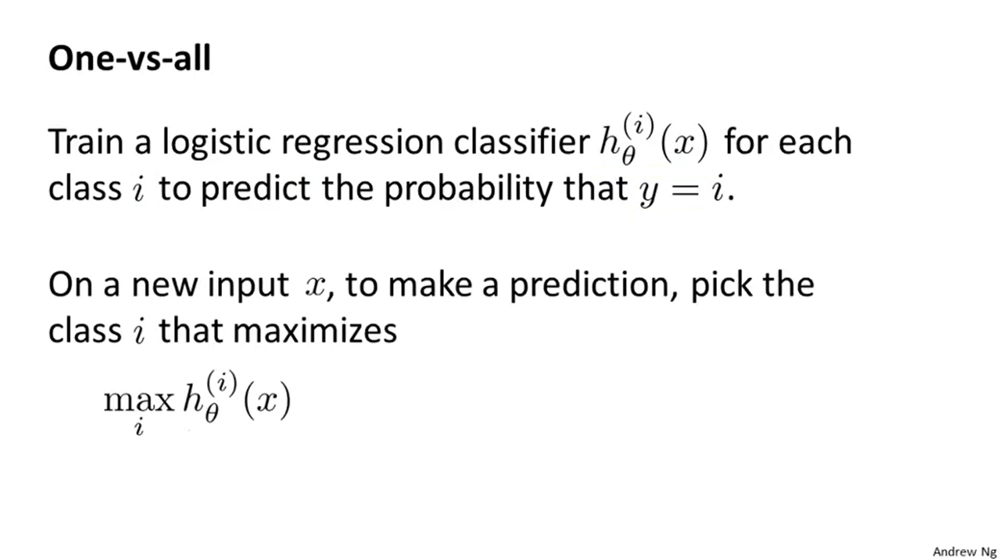 One-vs-all
Train a logistic regression classifier $h_\theta^{(i)}(x)$ for each
class $i$ to predict the probability that $y = i$.
On a new input $x$, to make a prediction, pick the
class $i$ that maximizes
$\max_i h_\theta^{(i)}(x)$
Andrew Ng